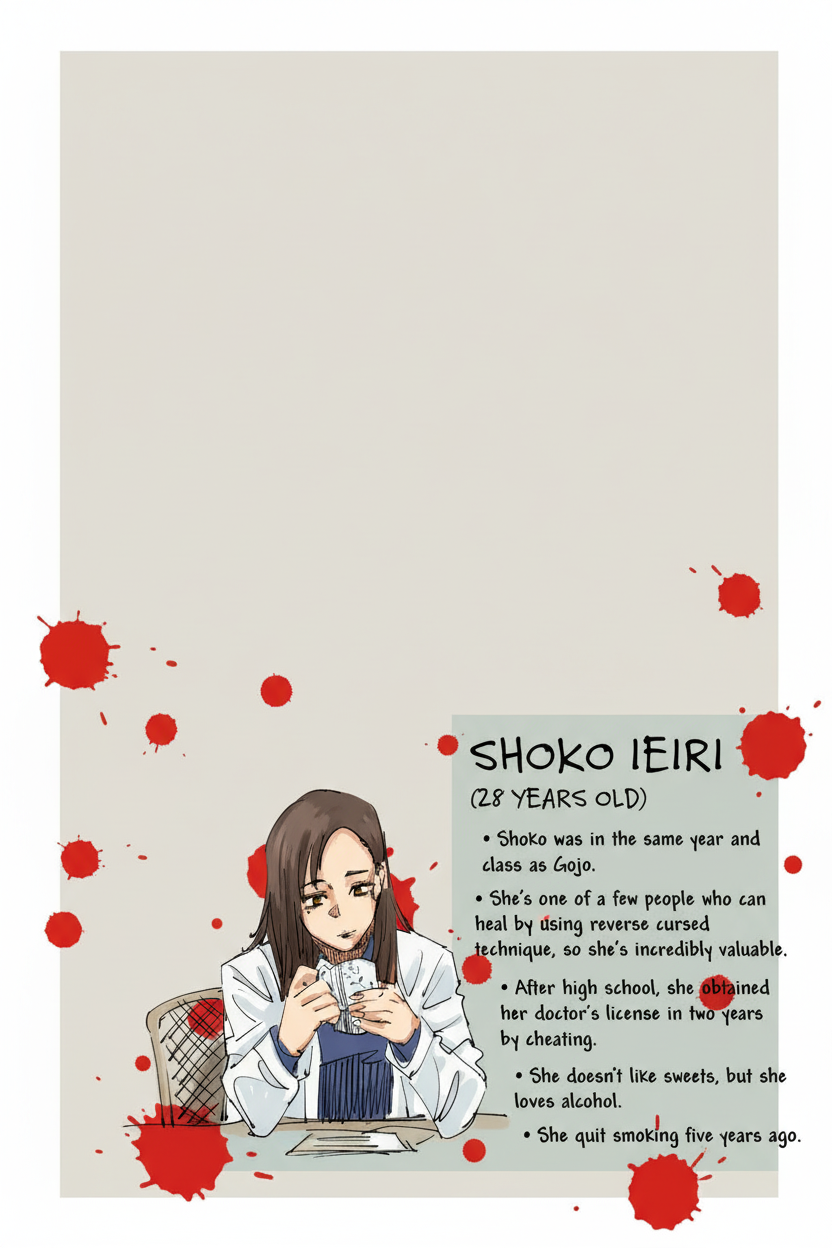 SHOKO IEIRI
(28 YEARS OLD)
• Shoko was in the same year and
class as Gojo.
• She's one of a few people who can
heal by using reverse cursed
technique, so she's incredibly valuable.
• After high school, she obtained
her doctor's license in two years
by cheating.
• She doesn't like sweets, but she
loves alcohol.
• She quit smoking five years ago.